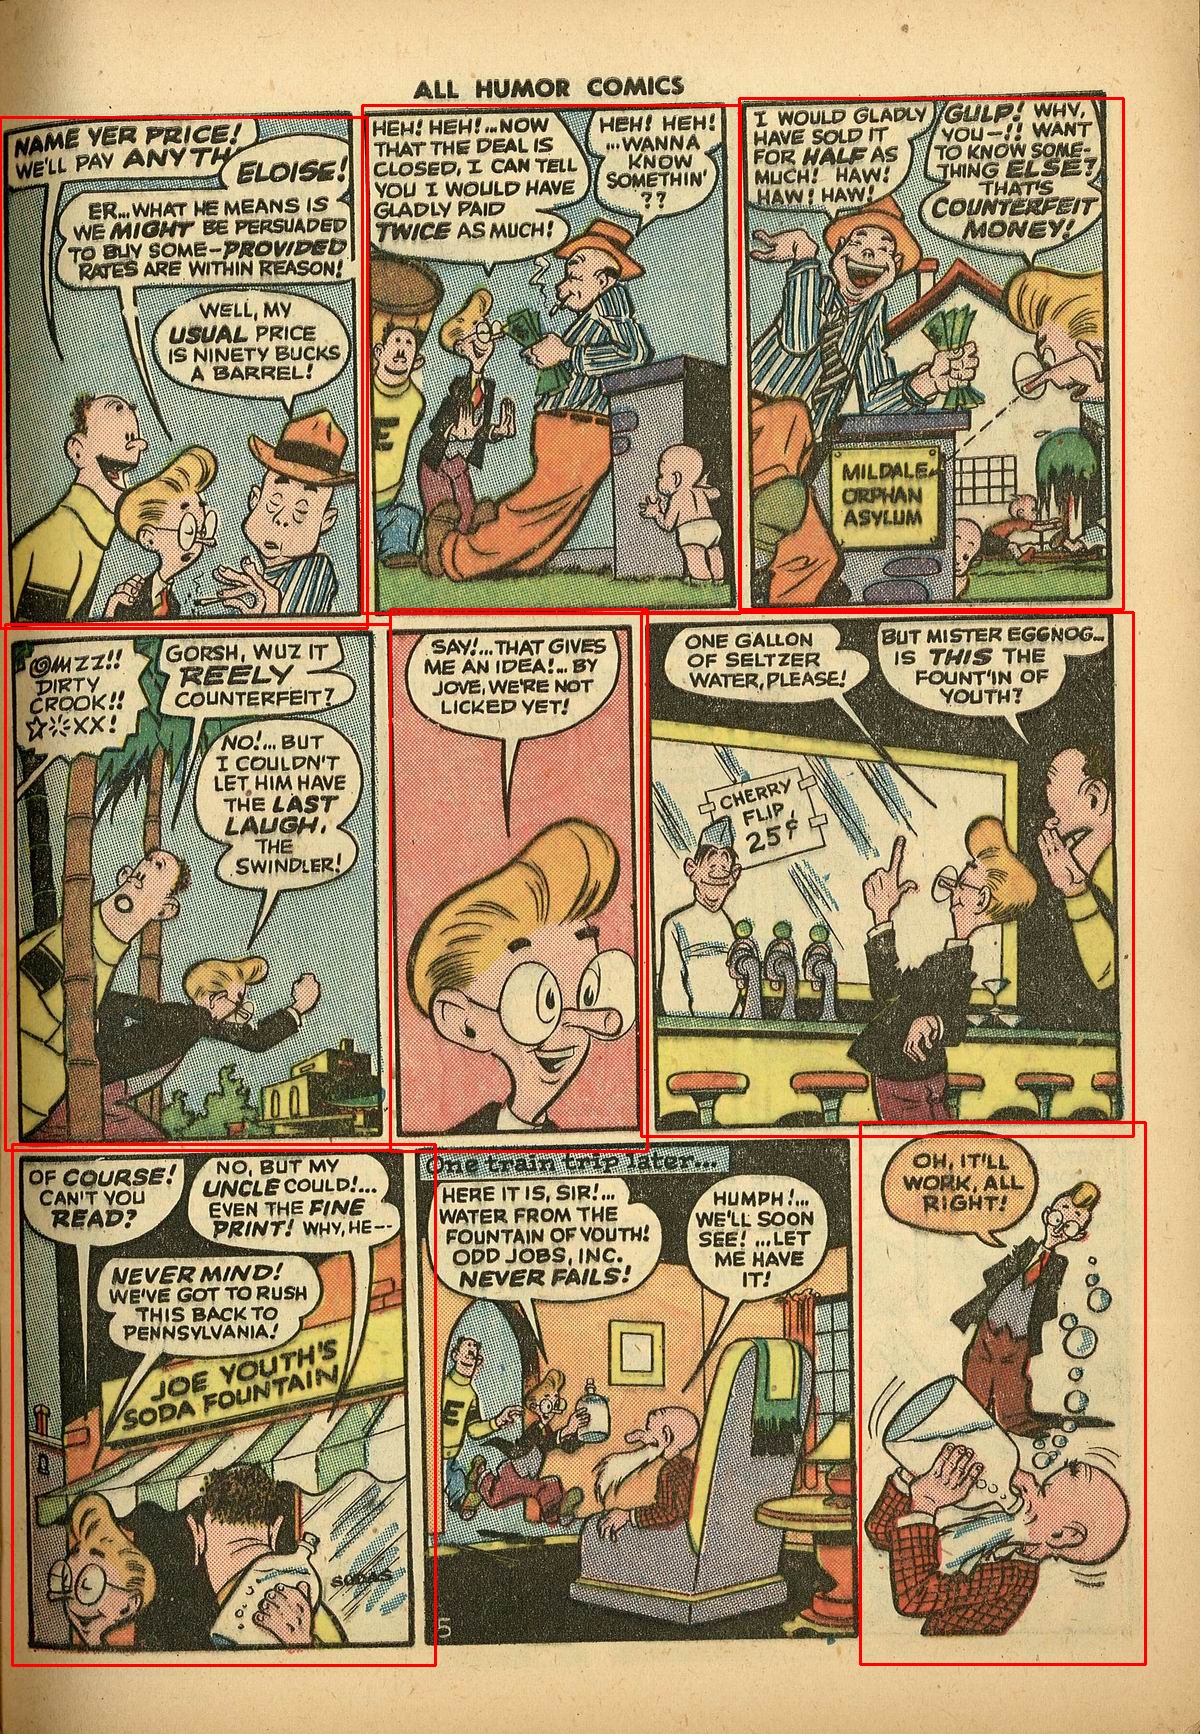 ALL HUMOR COMICS
NAME YER PRICE!
WE'LL PAY ANYTH
ELOISE!
ER...WHAT HE MEANS IS
WE MIGHT BE PERSUADED
TO BUY SOME-PROVIDED
RATES ARE WITHIN REASON!
WELL, MY
USUAL PRICE
IS NINETY BUCKS
A BARREL!
HEH! HEH!...NOW
THAT THE DEAL IS
CLOSED, I CAN TELL
YOU I WOULD HAVE
GLADLY PAID
TWICE AS MUCH!
HEH! HEH!
...WANNA
KNOW
SOMETHIN'
??
E
I WOULD GLADLY
HAVE SOLD IT
FOR HALF AS
MUCH! HAW!
HAW! HAW!
GULP! WHY,
YOU-!! WANT
TO KNOW SOME-
THING ELSE?
THAT'S
COUNTERFEIT
MONEY!
MILDALE
ORPHAN
ASYLUM
@MZZ!!
DIRTY
CROOK!!
XX!
GORSH, WUZ IT
REELY
COUNTERFEIT?
NO!...BUT
I COULDN'T
LET HIM HAVE
THE LAST
LAUGH,
THE
SWINDLER!
SAY!...THAT GIVES
ME AN IDEA!...BY
JOVE, WE'RE NOT
LICKED YET!
ONE GALLON
OF SELTZER
WATER, PLEASE!
BUT MISTER EGGNOG...
IS THIS THE
FOUNT'IN OF
YOUTH?
CHERRY
FLIP,
25¢
OF COURSE!
CAN'T YOU
READ?
NO, BUT MY
UNCLE COULD!...
EVEN THE FINE
PRINT! WHY, HE--
NEVER MIND!
WE'VE GOT TO RUSH
THIS BACK TO
PENNSYLVANIA!
JOE YOUTH'S
SODA FOUNTAIN
SODAS
One train trip later...
HERE IT IS, SIR!...
WATER FROM THE
FOUNTAIN OF YOUTH!
ODD JOBS, INC.
NEVER FAILS!
HUMPH!...
WE'LL SOON
SEE! ...LET
ME HAVE
IT!
E
5
OH, IT'LL
WORK, ALL
RIGHT!